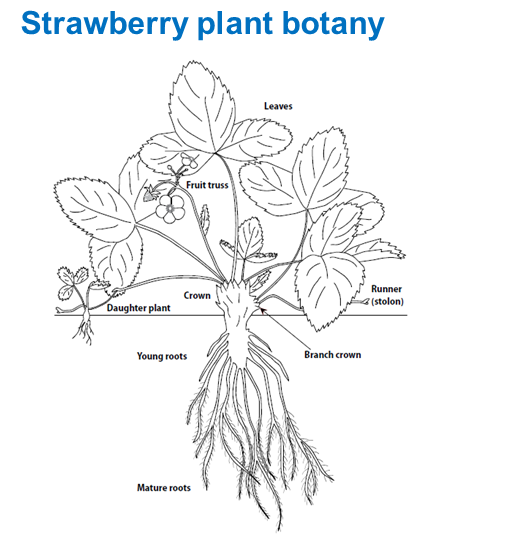 Strawberry plant botany
Leaves
Fruit truss
Crown
Runner
(stolon)
Daughter plant
Young roots
Branch crown
Mature roots